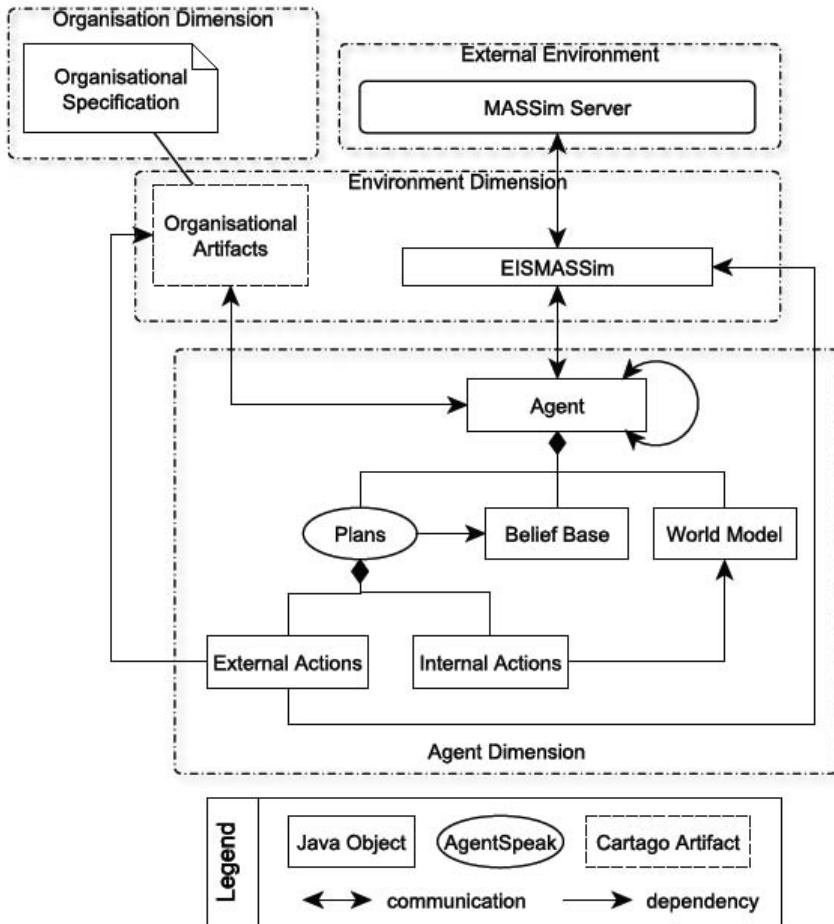 Organisation Dimension
Organisational
Specification
External Environment
MASSim Server
Environment Dimension
Organisational
Artifacts
EISMASSim
Agent
Plans
Belief Base
World Model
External Actions
Internal Actions
Agent Dimension
Legend
Java Object
AgentSpeak
Cartago Artifact
communication
dependency